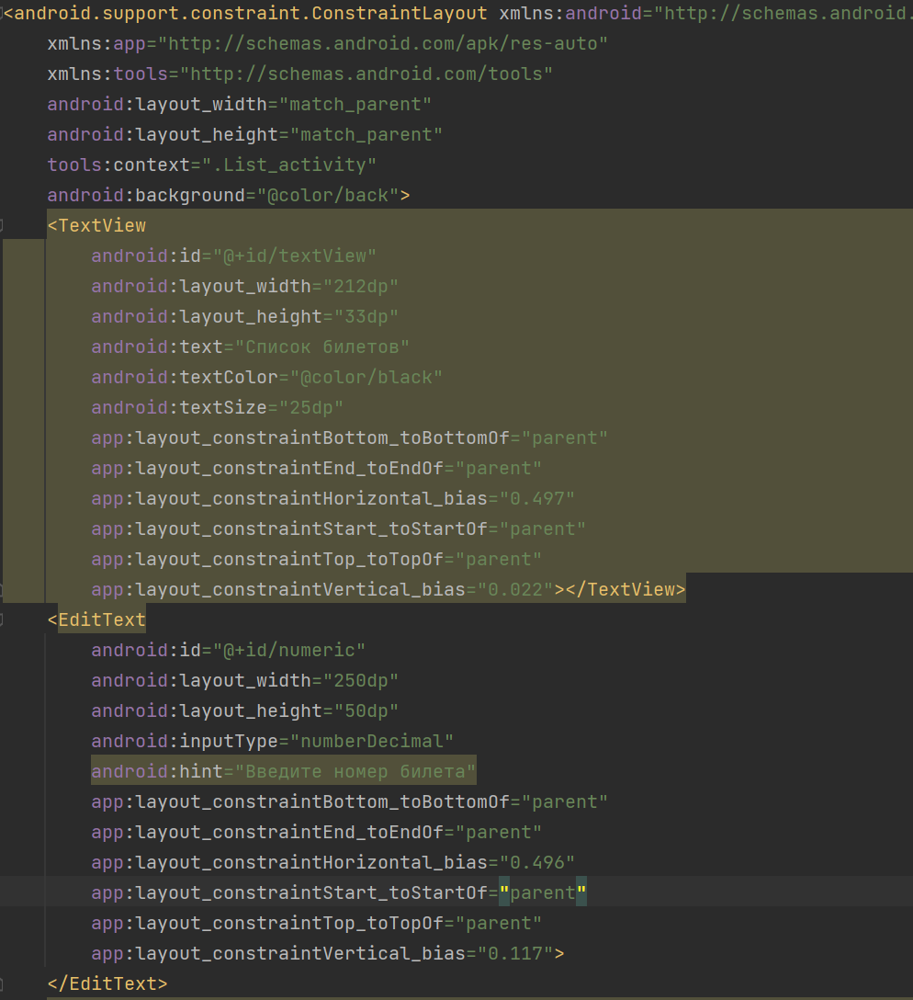 <android.support.constraint.ConstraintLayout xmlns:android="http://schemas.android.
    xmlns:app="http://schemas.android.com/apk/res-auto"
    xmlns:tools="http://schemas.android.com/tools"
    android:layout_width="match_parent"
    android:layout_height="match_parent"
    tools:context=".List_activity"
    android:background="@color/back">
    <TextView
        android:id="@+id/textView"
        android:layout_width="212dp"
        android:layout_height="33dp"
        android:text="Список билетов"
        android:textColor="@color/black"
        android:textSize="25dp"
        app:layout_constraintBottom_toBottomOf="parent"
        app:layout_constraintEnd_toEndOf="parent"
        app:layout_constraintHorizontal_bias="0.497"
        app:layout_constraintStart_toStartOf="parent"
        app:layout_constraintTop_toTopOf="parent"
        app:layout_constraintVertical_bias="0.022"></TextView>
    <EditText
        android:id="@+id/numeric"
        android:layout_width="250dp"
        android:layout_height="50dp"
        android:inputType="numberDecimal"
        android:hint="Введите номер билета"
        app:layout_constraintBottom_toBottomOf="parent"
        app:layout_constraintEnd_toEndOf="parent"
        app:layout_constraintHorizontal_bias="0.496"
        app:layout_constraintStart_toStartOf="parent"
        app:layout_constraintTop_toTopOf="parent"
        app:layout_constraintVertical_bias="0.117">
    </EditText>